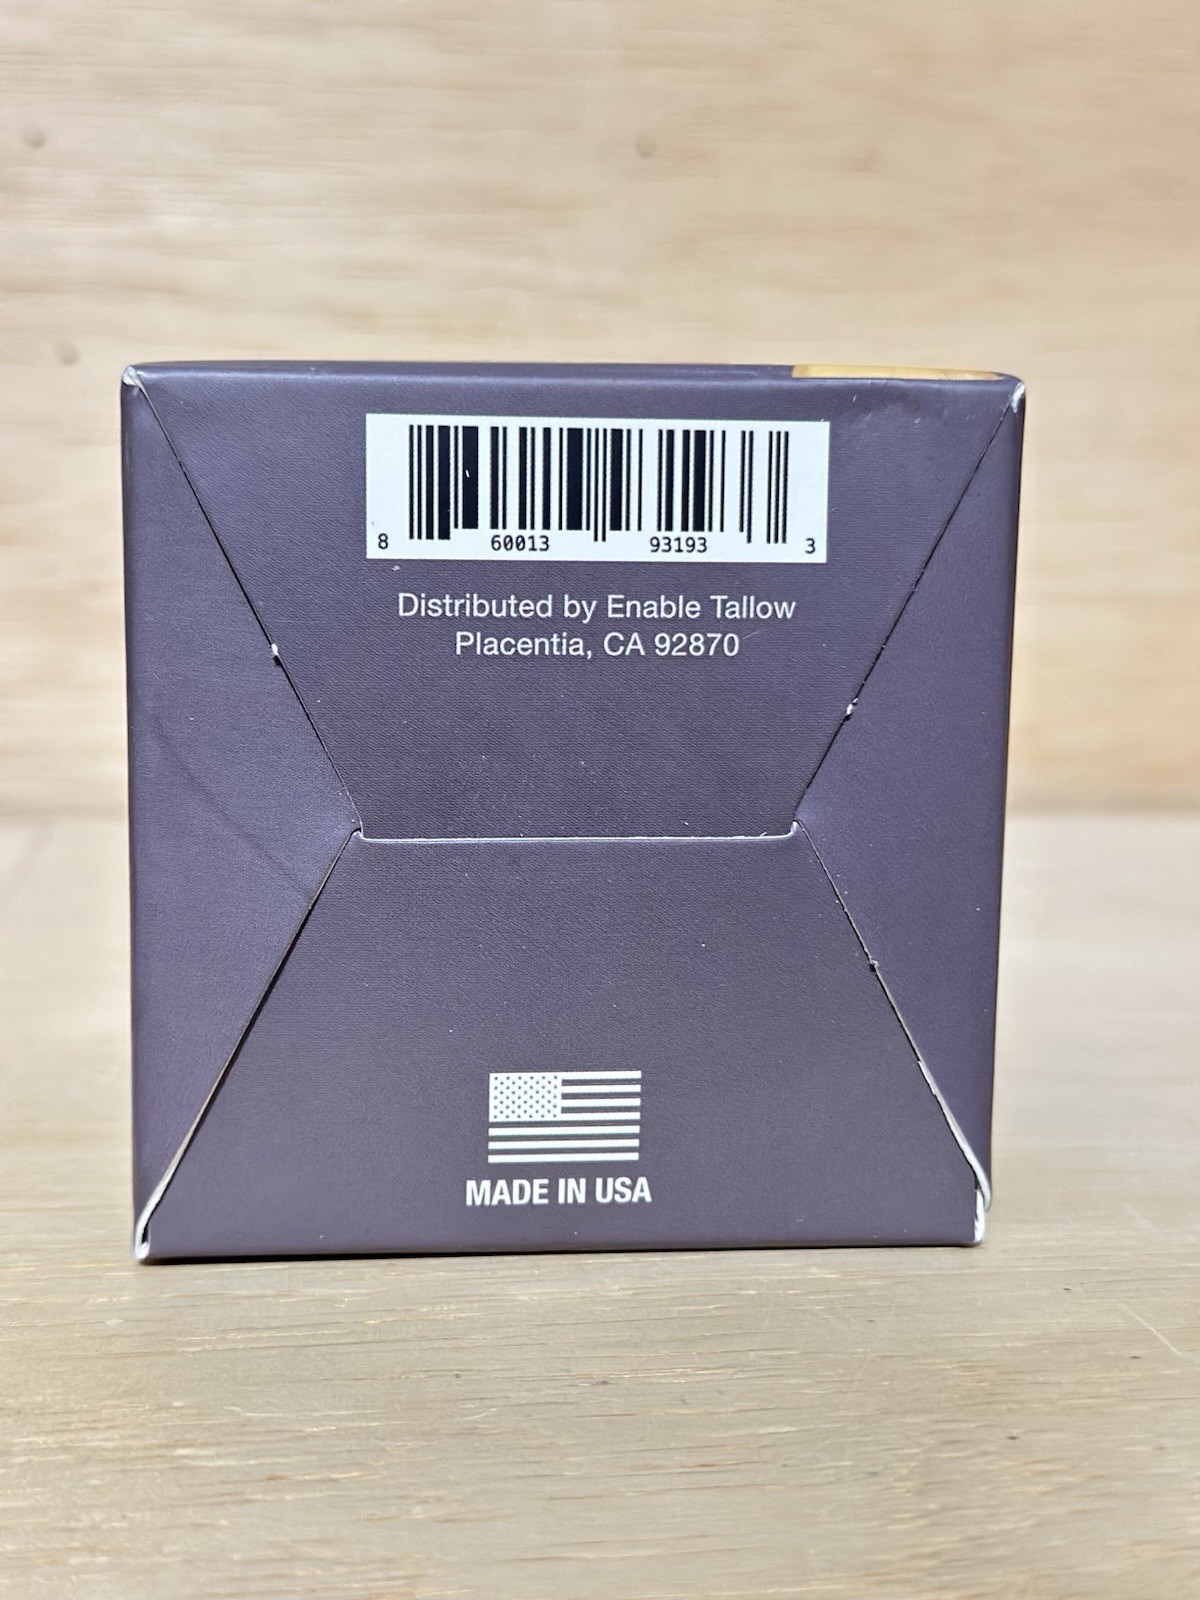 8 60013 93193 3
Distributed by Enable Tallow
Placentia, CA 92870
MADE IN USA